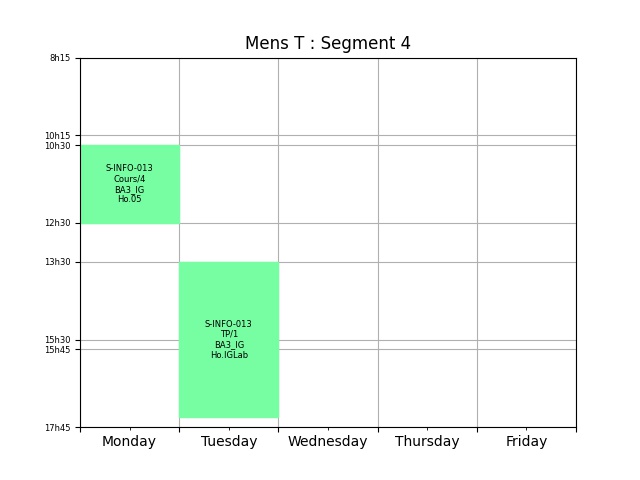 Mens T : Segment 4
8h15
10h15
10h30
S-INFO-013
Cours/4
BA3_IG
Ho.05
12h30
13h30
S-INFO-013
TP/1
BA3_IG
Ho.IGLab
15h30
15h45
17h45
Monday Tuesday Wednesday Thursday Friday